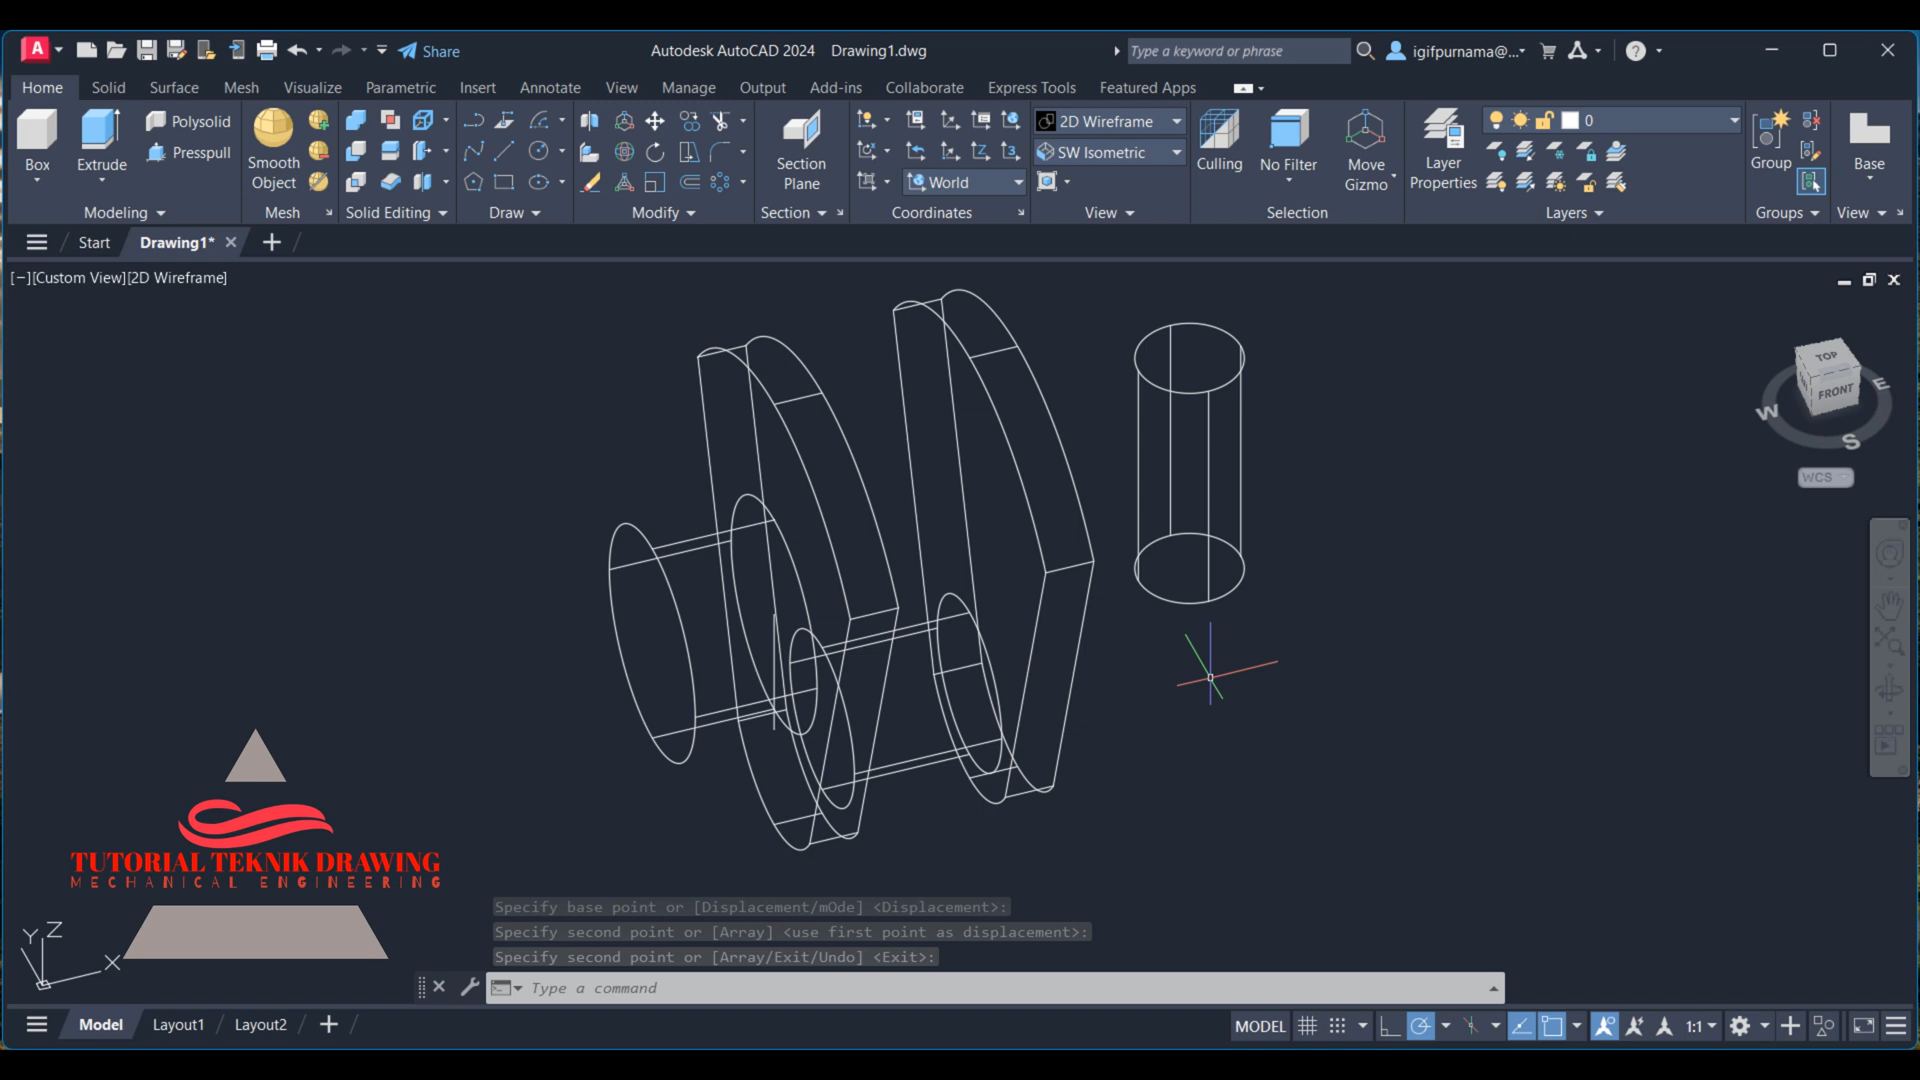 A Share Autodesk AutoCAD 2024 Drawing1.dwg Type a keyword or phrase igifpurnama@... ?
Home Solid Surface Mesh Visualize Parametric Insert Annotate View Manage Output Add-ins Collaborate Express Tools Featured Apps
Box Extrude Polysolid Presspull Smooth Object
World
2D Wireframe
SW Isometric
Section Plane
Culling No Filter Move Gizmo
Layer Properties
0
Group Base
Modeling Mesh Solid Editing Draw Modify Section Coordinates View Selection Layers Groups View
Start Drawing1*
[−][Custom View][2D Wireframe]
TOP
FRONT
W
E
S
WCS
TUTORIAL TEKNIK DRAWING
MECHANICAL ENGINEERING
Y Z
X
Specify base point or [Displacement/mOde] <Displacement>:
Specify second point or [Array] <use first point as displacement>:
Specify second point or [Array/Exit/Undo] <Exit>:
Type a command
Model Layout1 Layout2 MODEL 1:1